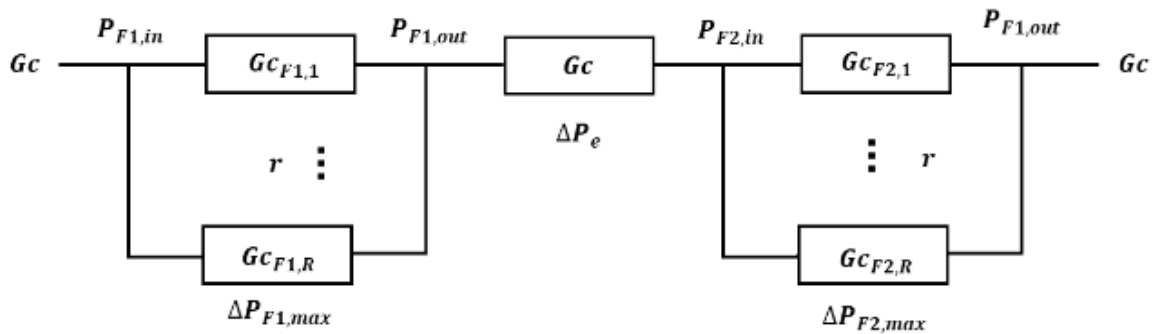 P_{F1,in} P_{F1,out} P_{F2,in} P_{F1,out}
Gc Gc_{F1,1} Gc Gc_{F2,1} Gc
ΔP_e
r ⋮ ⋮ r
Gc_{F1,R} Gc_{F2,R}
ΔP_{F1,max} ΔP_{F2,max}